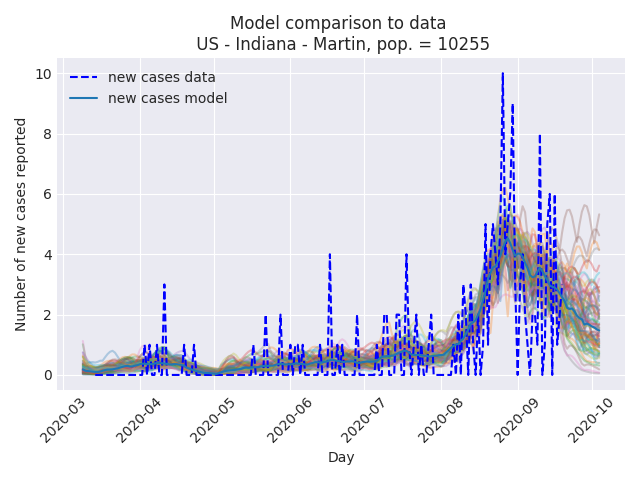 Model comparison to data
US - Indiana - Martin, pop. = 10255
new cases data
new cases model
Number of new cases reported
10
8
6
4
2
0
2020-03
2020-04
2020-05
2020-06
2020-07
2020-08
2020-09
2020-10
Day